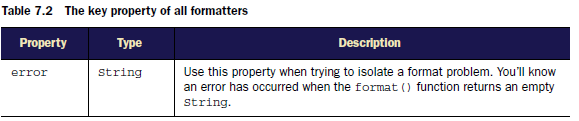 Table 7.2 The key property of all formatters
Property Type Description
error String Use this property when trying to isolate a format problem. You'll know
an error has occurred when the format() function returns an empty
String.